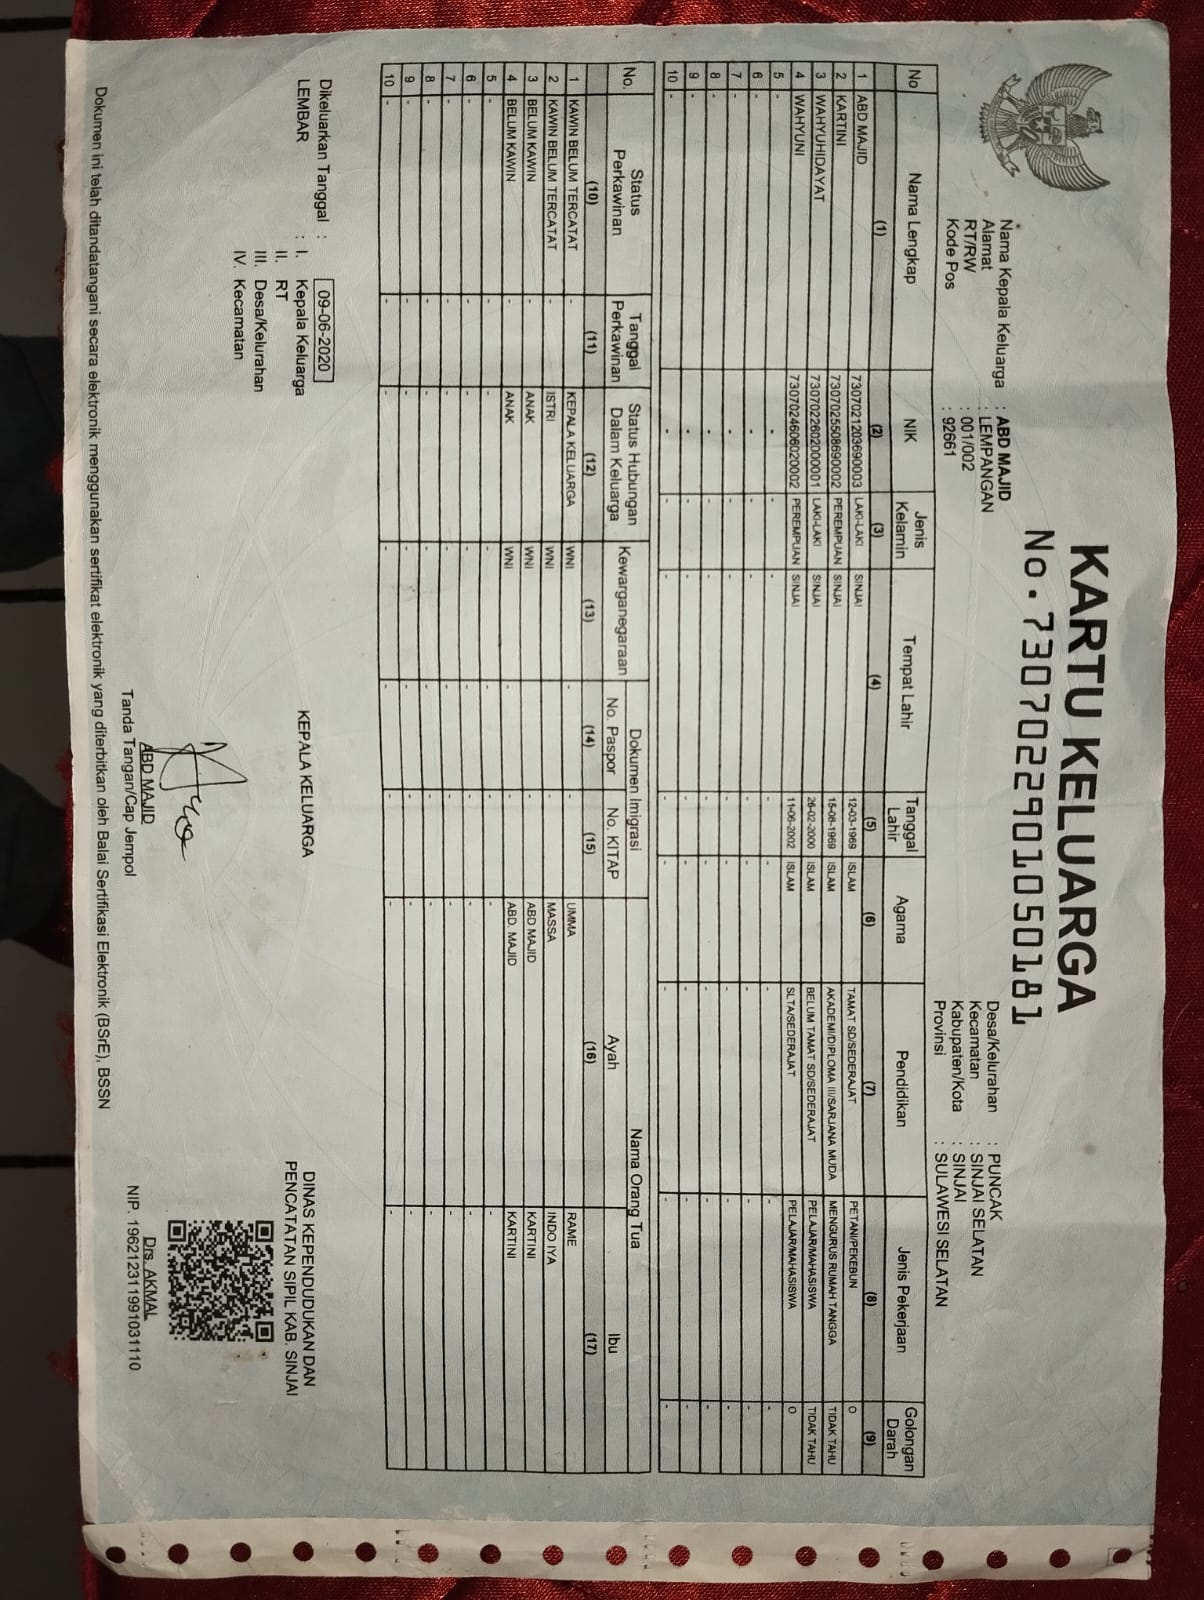 KARTU KELUARGA
No. 7307022901050181
Nama Kepala Keluarga : ABD MAJID
Alamat : LEMPANGAN
RT/RW : 001/002
Kode Pos : 92661
Desa/Kelurahan : PUNCAK
Kecamatan : SINJAI SELATAN
Kabupaten/Kota : SINJAI
Provinsi : SULAWESI SELATAN
No Nama Lengkap NIK Jenis Kelamin Tempat Lahir Tanggal Lahir Agama Pendidikan Jenis Pekerjaan Golongan Darah
(1) (2) (3) (4) (5) (6) (7) (8) (9)
1 ABD MAJID 7307021203690003 LAKI-LAKI SINJAI 12-03-1969 ISLAM TAMAT SD/SEDERAJAT PETANI/PEKEBUN O
2 KARTINI 7307025508690002 PEREMPUAN SINJAI 15-08-1969 ISLAM AKADEMI/DIPLOMA III/SARJANA MUDA MENGURUS RUMAH TANGGA TIDAK TAHU
3 WAHYUHIDAYAT 7307022602000001 LAKI-LAKI SINJAI 26-02-2000 ISLAM BELUM TAMAT SD/SEDERAJAT PELAJAR/MAHASISWA TIDAK TAHU
4 WAHYUNI 7307024606020002 PEREMPUAN SINJAI 11-06-2002 ISLAM SLTA/SEDERAJAT PELAJAR/MAHASISWA O
5 - - - - - - - - -
6 - - - - - - - - -
7 - - - - - - - - -
8 - - - - - - - - -
9 - - - - - - - - -
10 - - - - - - - - -
No. Status Perkawinan Tanggal Perkawinan Status Hubungan Dalam Keluarga Kewarganegaraan Dokumen Imigrasi Nama Orang Tua
No. Paspor No. KITAP Ayah Ibu
(10) (11) (12) (13) (14) (15) (16) (17)
1 KAWIN BELUM TERCATAT - KEPALA KELUARGA WNI - - UMMA RAME
2 KAWIN BELUM TERCATAT - ISTRI WNI - - MASSA INDO IYA
3 BELUM KAWIN - ANAK WNI - - ABD MAJID KARTINI
4 BELUM KAWIN - ANAK WNI - - ABD. MAJID KARTINI
5 - - - - - - - -
6 - - - - - - - -
7 - - - - - - - -
8 - - - - - - - -
9 - - - - - - - -
10 - - - - - - - -
Dikeluarkan Tanggal : 09-06-2020
LEMBAR : I. Kepala Keluarga
II. RT
III. Desa/Kelurahan
IV. Kecamatan
KEPALA KELUARGA
ABD MAJID
Tanda Tangan/Cap Jempol
DINAS KEPENDUDUKAN DAN
PENCATATAN SIPIL KAB. SINJAI
Drs. AKMAL
NIP. 196212311991031110
Dokumen ini telah ditandatangani secara elektronik menggunakan sertifikat elektronik yang diterbitkan oleh Balai Sertifikasi Elektronik (BSrE), BSSN